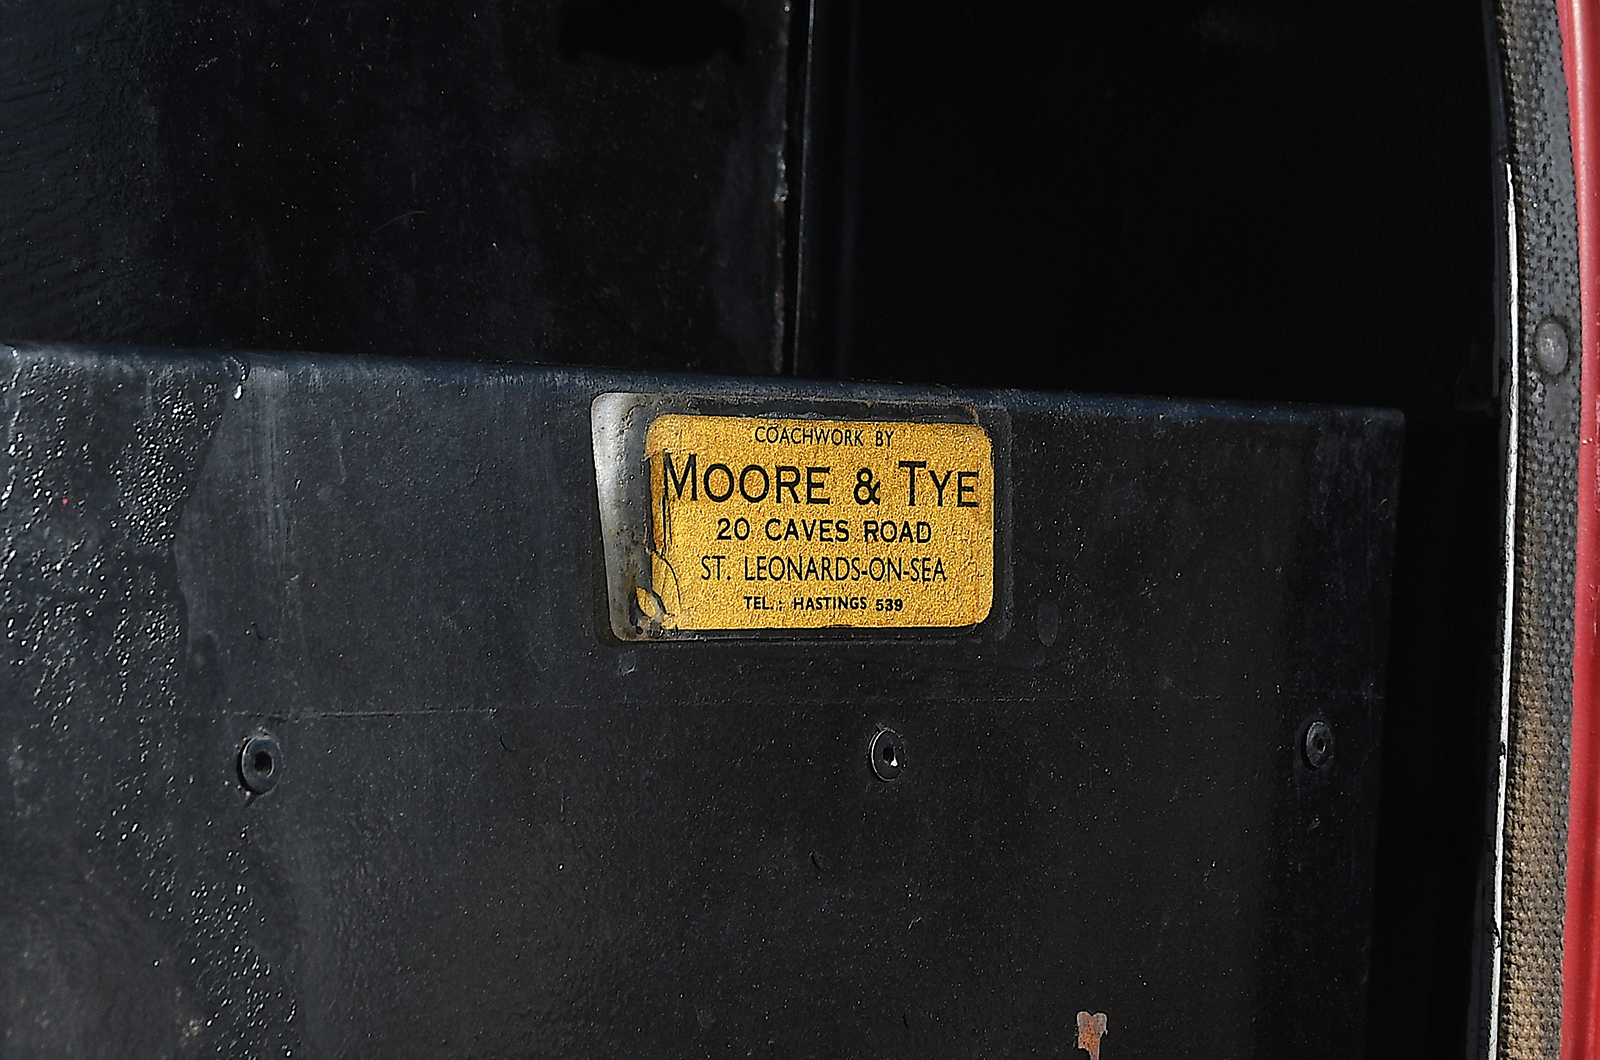 COACHWORK BY
MOORE & TYE
20 CAVES ROAD
ST. LEONARDS-ON-SEA
TEL.: HASTINGS 539